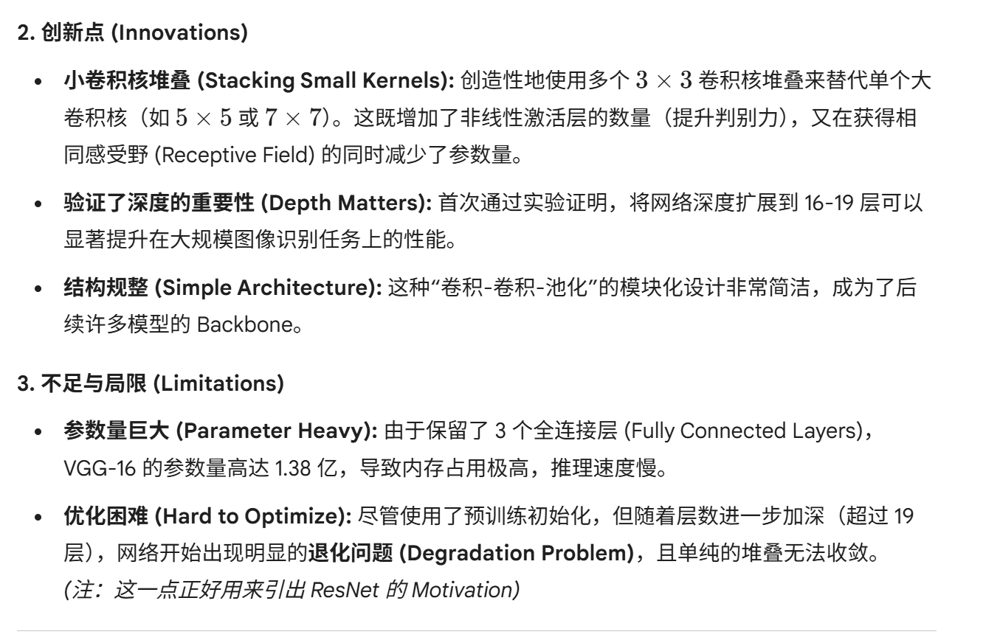 2. 创新点 (Innovations)
• 小卷积核堆叠 (Stacking Small Kernels): 创造性地使用多个 3 × 3 卷积核堆叠来替代单个大
卷积核（如 5 × 5 或 7 × 7）。这既增加了非线性激活层的数量（提升判别力），又在获得相
同感受野 (Receptive Field) 的同时减少了参数量。
• 验证了深度的重要性 (Depth Matters): 首次通过实验证明，将网络深度扩展到 16-19 层可以
显著提升在大规模图像识别任务上的性能。
• 结构规整 (Simple Architecture): 这种“卷积-卷积-池化”的模块化设计非常简洁，成为了后
续许多模型的 Backbone。
3. 不足与局限 (Limitations)
• 参数量巨大 (Parameter Heavy): 由于保留了 3 个全连接层 (Fully Connected Layers)，
VGG-16 的参数量高达 1.38 亿，导致内存占用极高，推理速度慢。
• 优化困难 (Hard to Optimize): 尽管使用了预训练初始化，但随着层数进一步加深（超过 19
层），网络开始出现明显的退化问题 (Degradation Problem)，且单纯的堆叠无法收敛。
(注：这一点正好用来引出 ResNet 的 Motivation)